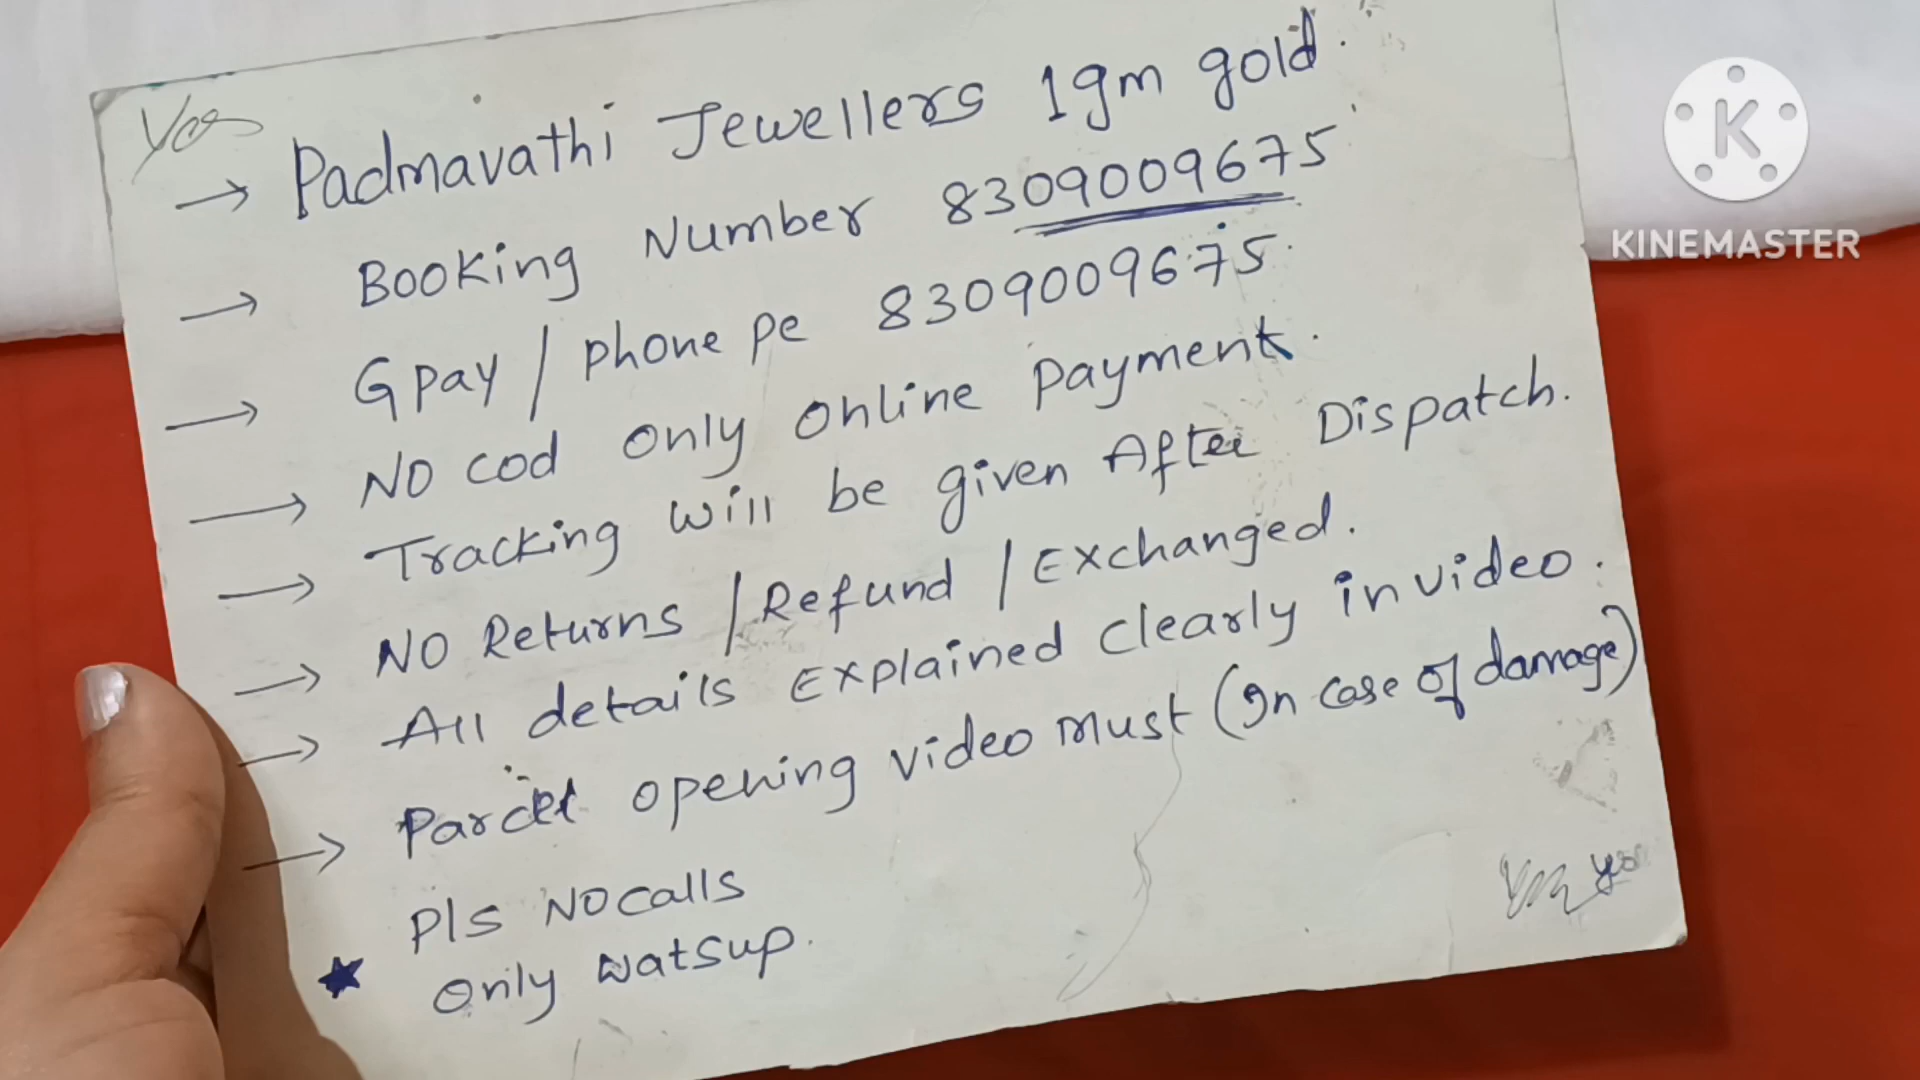 Yes
→ Padmavathi Jewellers 1gm gold.
→ Booking Number 8309009675
→ Gpay / phone pe 8309009675.
→ NO cod only online payment.
→ Tracking will be given After Dispatch.
→ NO Returns / Refund / Exchanged.
→ All details explained clearly in video.
→ Parcel opening video must (In case of damage)
Pls NO calls
★ only watsup.
yes
K
KINEMASTER